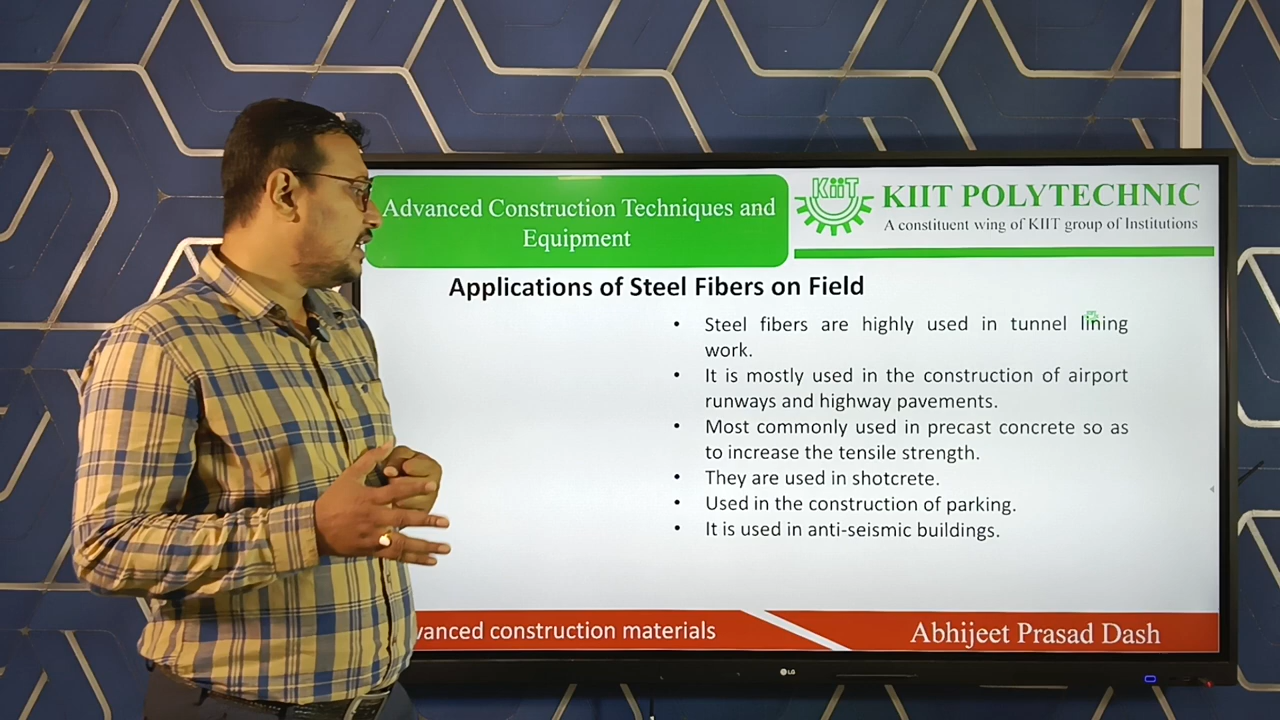 Advanced Construction Techniques and
Equipment
KiiT
KIIT POLYTECHNIC
A constituent wing of KIIT group of Institutions
Applications of Steel Fibers on Field
• Steel fibers are highly used in tunnel lining
work.
• It is mostly used in the construction of airport
runways and highway pavements.
• Most commonly used in precast concrete so as
to increase the tensile strength.
• They are used in shotcrete.
• Used in the construction of parking.
• It is used in anti-seismic buildings.
vanced construction materials
Abhijeet Prasad Dash
LG